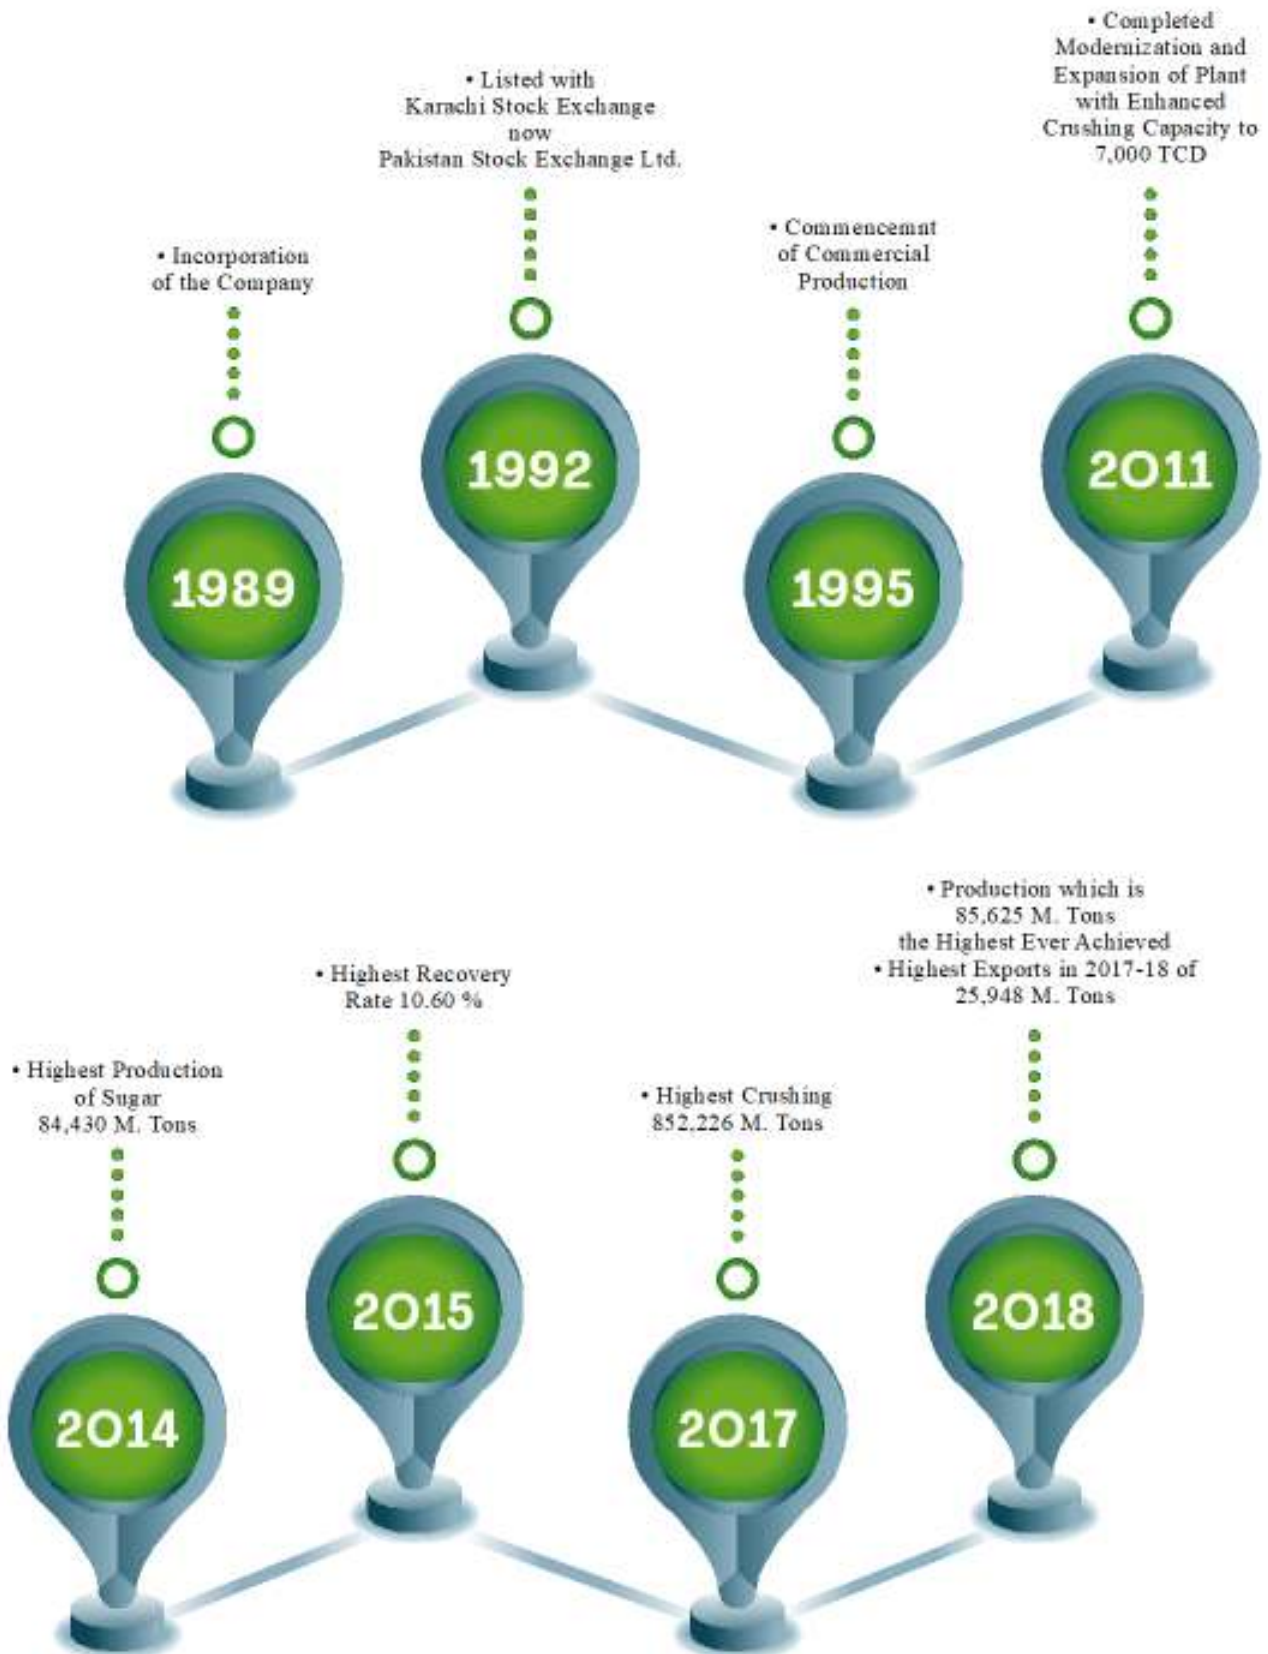 • Incorporation
of the Company
1989
• Listed with
Karachi Stock Exchange
now
Pakistan Stock Exchange Ltd.
1992
• Commencemnt
of Commercial
Production
1995
• Completed
Modernization and
Expansion of Plant
with Enhanced
Crushing Capacity to
7,000 TCD
2011
• Highest Production
of Sugar
84,430 M. Tons
2014
• Highest Recovery
Rate 10.60 %
2015
• Highest Crushing
852,226 M. Tons
2017
• Production which is
85,625 M. Tons
the Highest Ever Achieved
• Highest Exports in 2017-18 of
25,948 M. Tons
2018